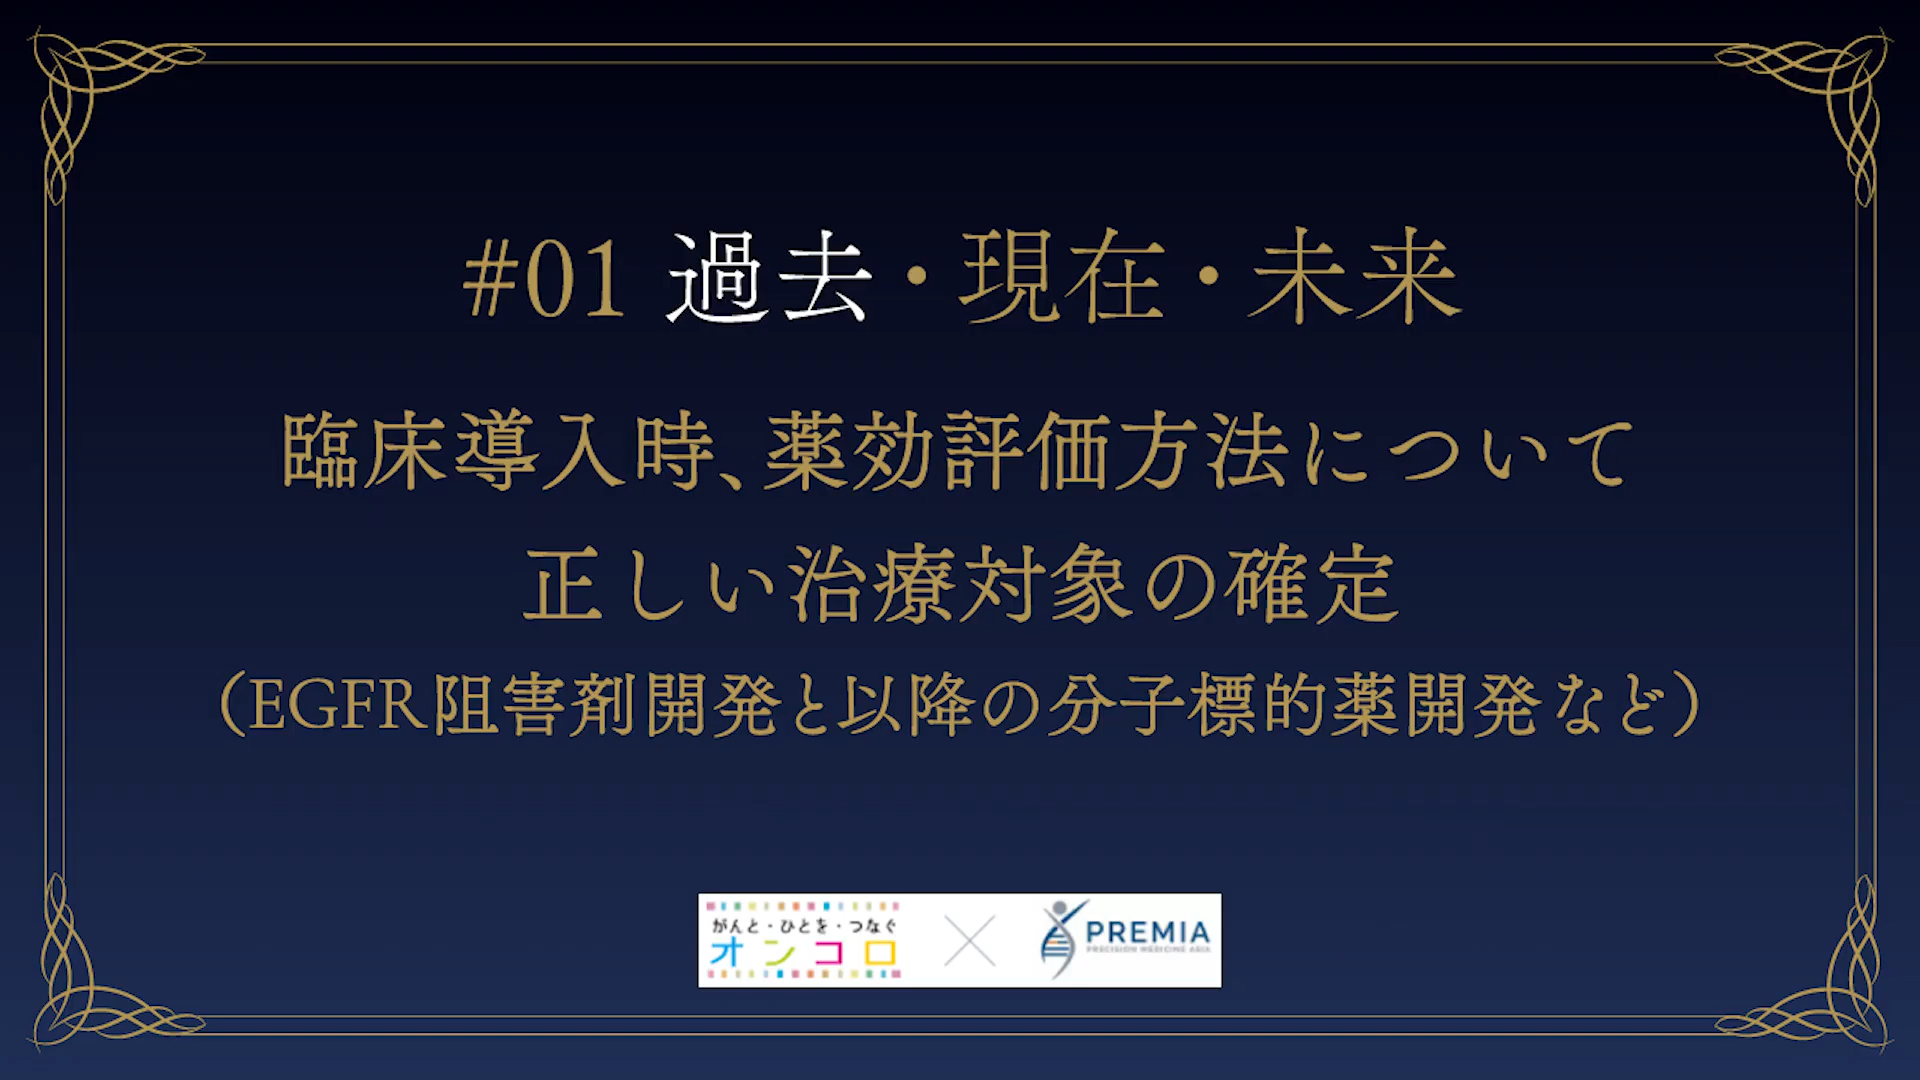 #01 過去・現在・未来
臨床導入時、薬効評価方法について
正しい治療対象の確定
（EGFR阻害剤開発と以降の分子標的薬開発など）
がんと・ひとを・つなぐ
オンコロ
PREMIA
PRECISION MEDICINE ASIA